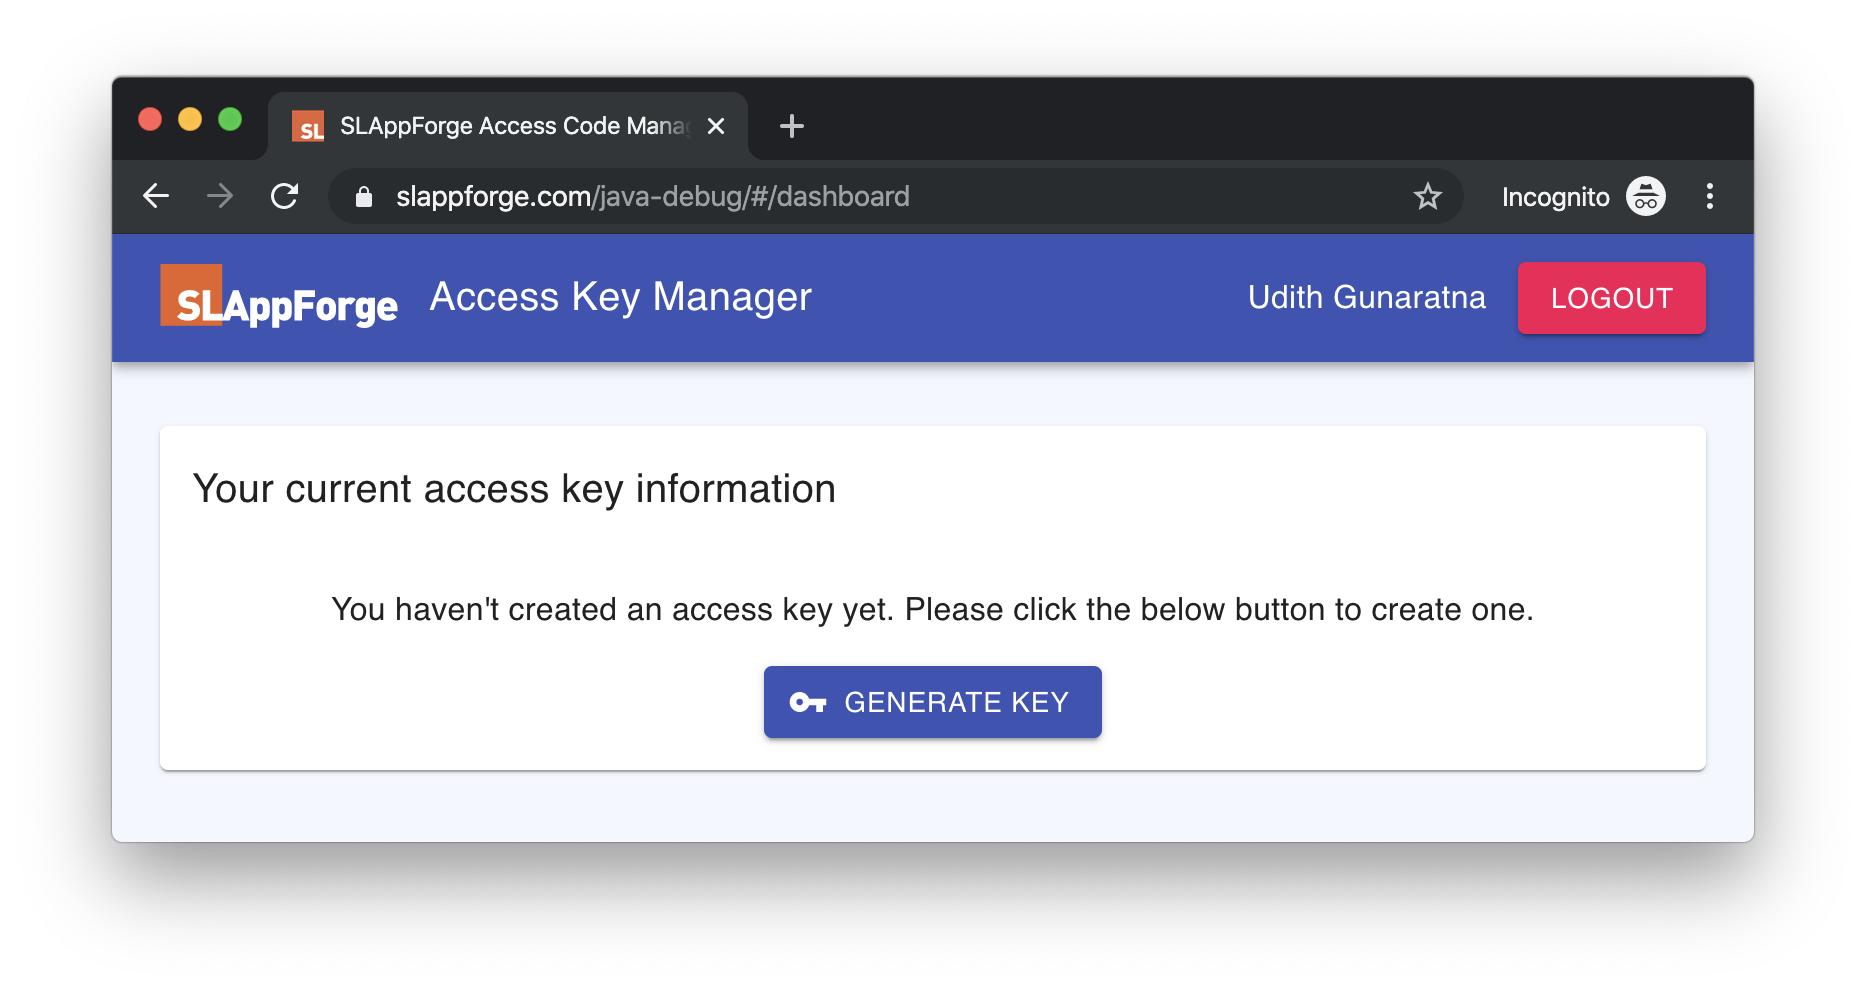 SL SLAppForge Access Code Mana
slappforge.com/java-debug/#/dashboard
Incognito
SLAppForge Access Key Manager
Udith Gunaratna
LOGOUT
Your current access key information
You haven't created an access key yet. Please click the below button to create one.
GENERATE KEY